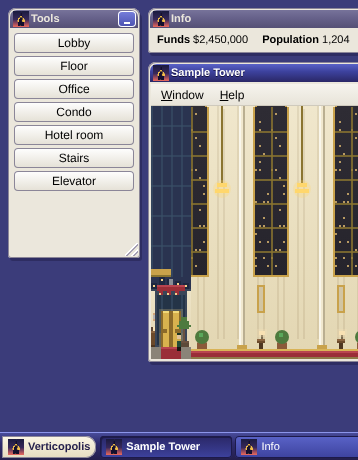 Tools
Lobby
Floor
Office
Condo
Hotel room
Stairs
Elevator
Info
Funds $2,450,000 Population 1,204
Sample Tower
Window Help
Verticopolis Sample Tower Info